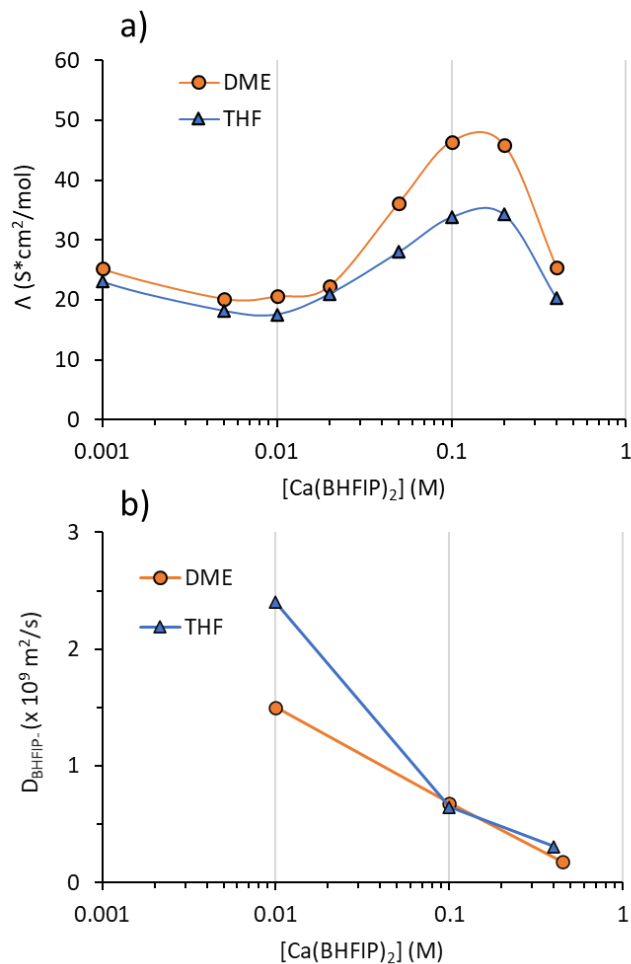 a)
60
50
40
30
20
10
0
Λ (S*cm²/mol)
DME
THF
0.001 0.01 0.1 1
[Ca(BHFIP)₂] (M)
b)
3
2
1
0
D_BHFIP- (x 10⁹ m²/s)
DME
THF
0.001 0.01 0.1 1
[Ca(BHFIP)₂] (M)